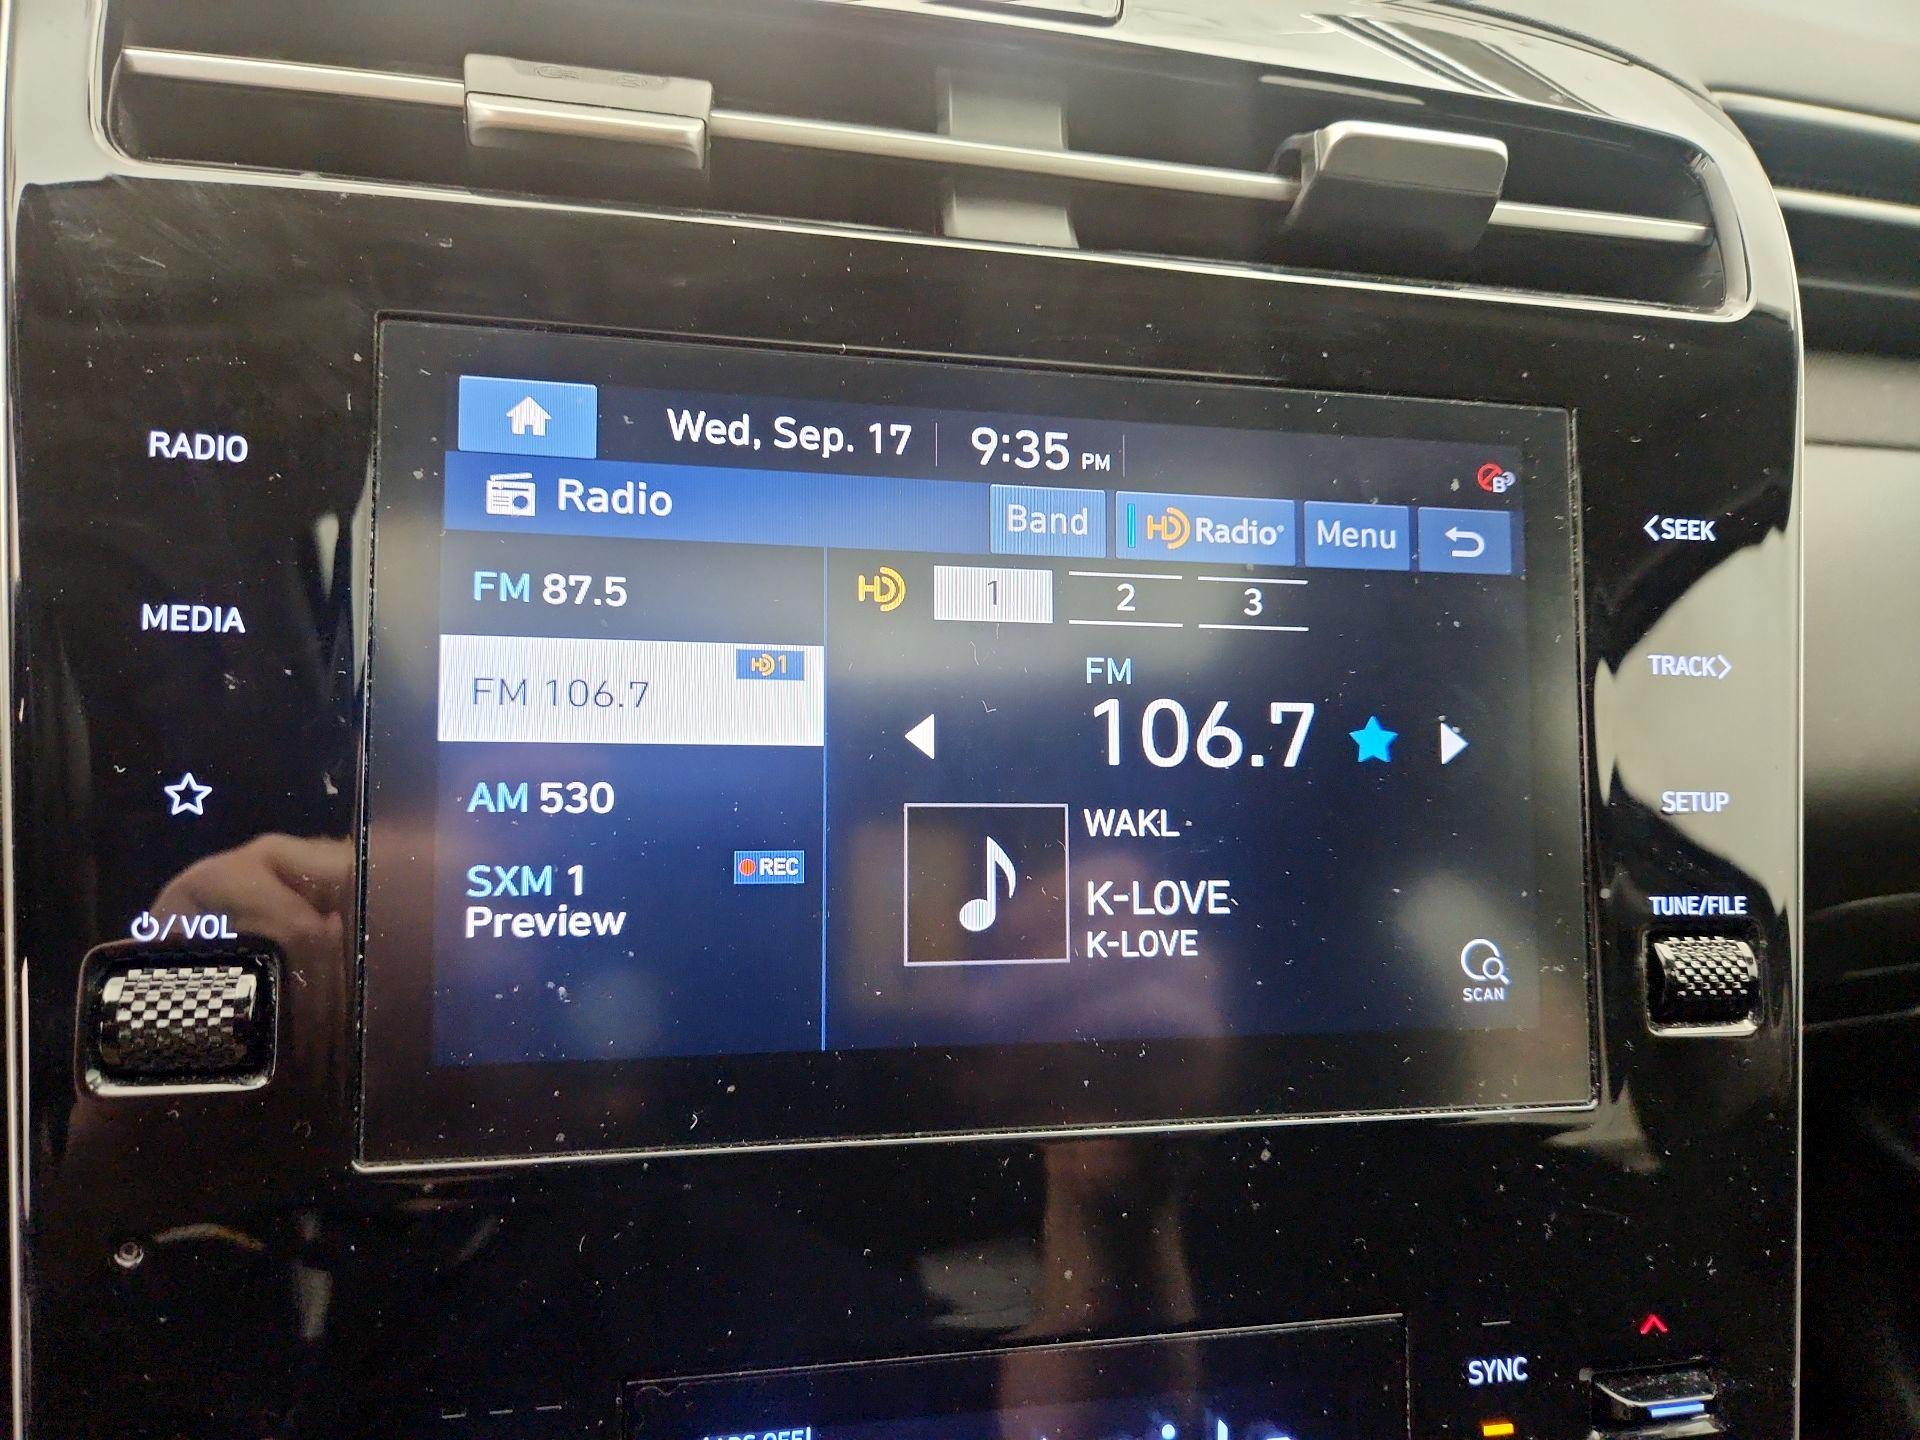 Wed, Sep. 17 9:35 PM
RADIO
Radio
Band
HD Radio
Menu
<SEEK
FM 87.5
HD 1 2 3
MEDIA
FM 106.7 HD 1
FM
106.7
TRACK>
AM 530
SETUP
WAKL
SXM 1 REC
Preview
K-LOVE
K-LOVE
/ VOL
TUNE/FILE
SCAN
SYNC